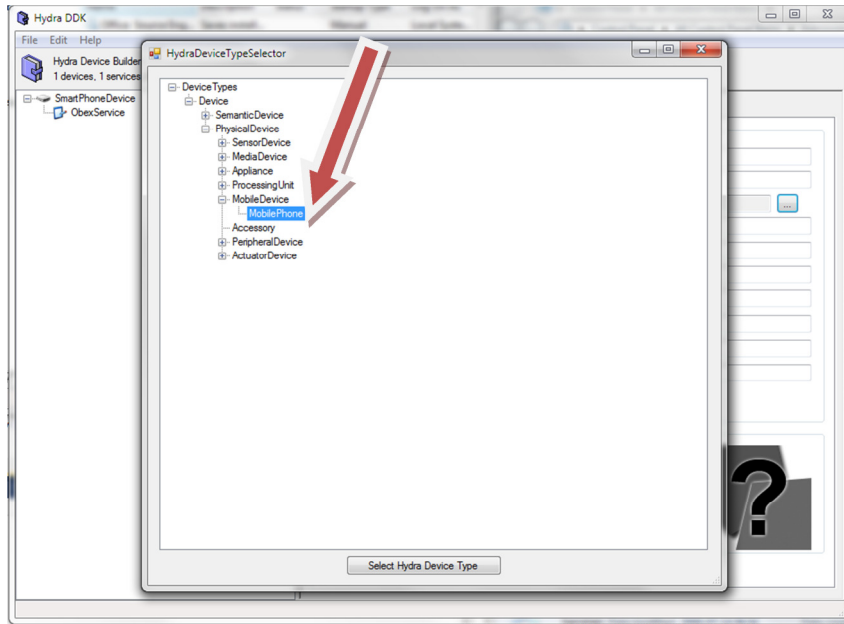 Hydra DDK
File Edit Help
Hydra Device Builder
1 devices, 1 services
SmartPhoneDevice
ObexService
HydraDeviceTypeSelector
DeviceTypes
Device
SemanticDevice
PhysicalDevice
SensorDevice
MediaDevice
Appliance
ProcessingUnit
MobileDevice
MobilePhone
Accessory
PeripheralDevice
ActuatorDevice
...
?
Select Hydra Device Type